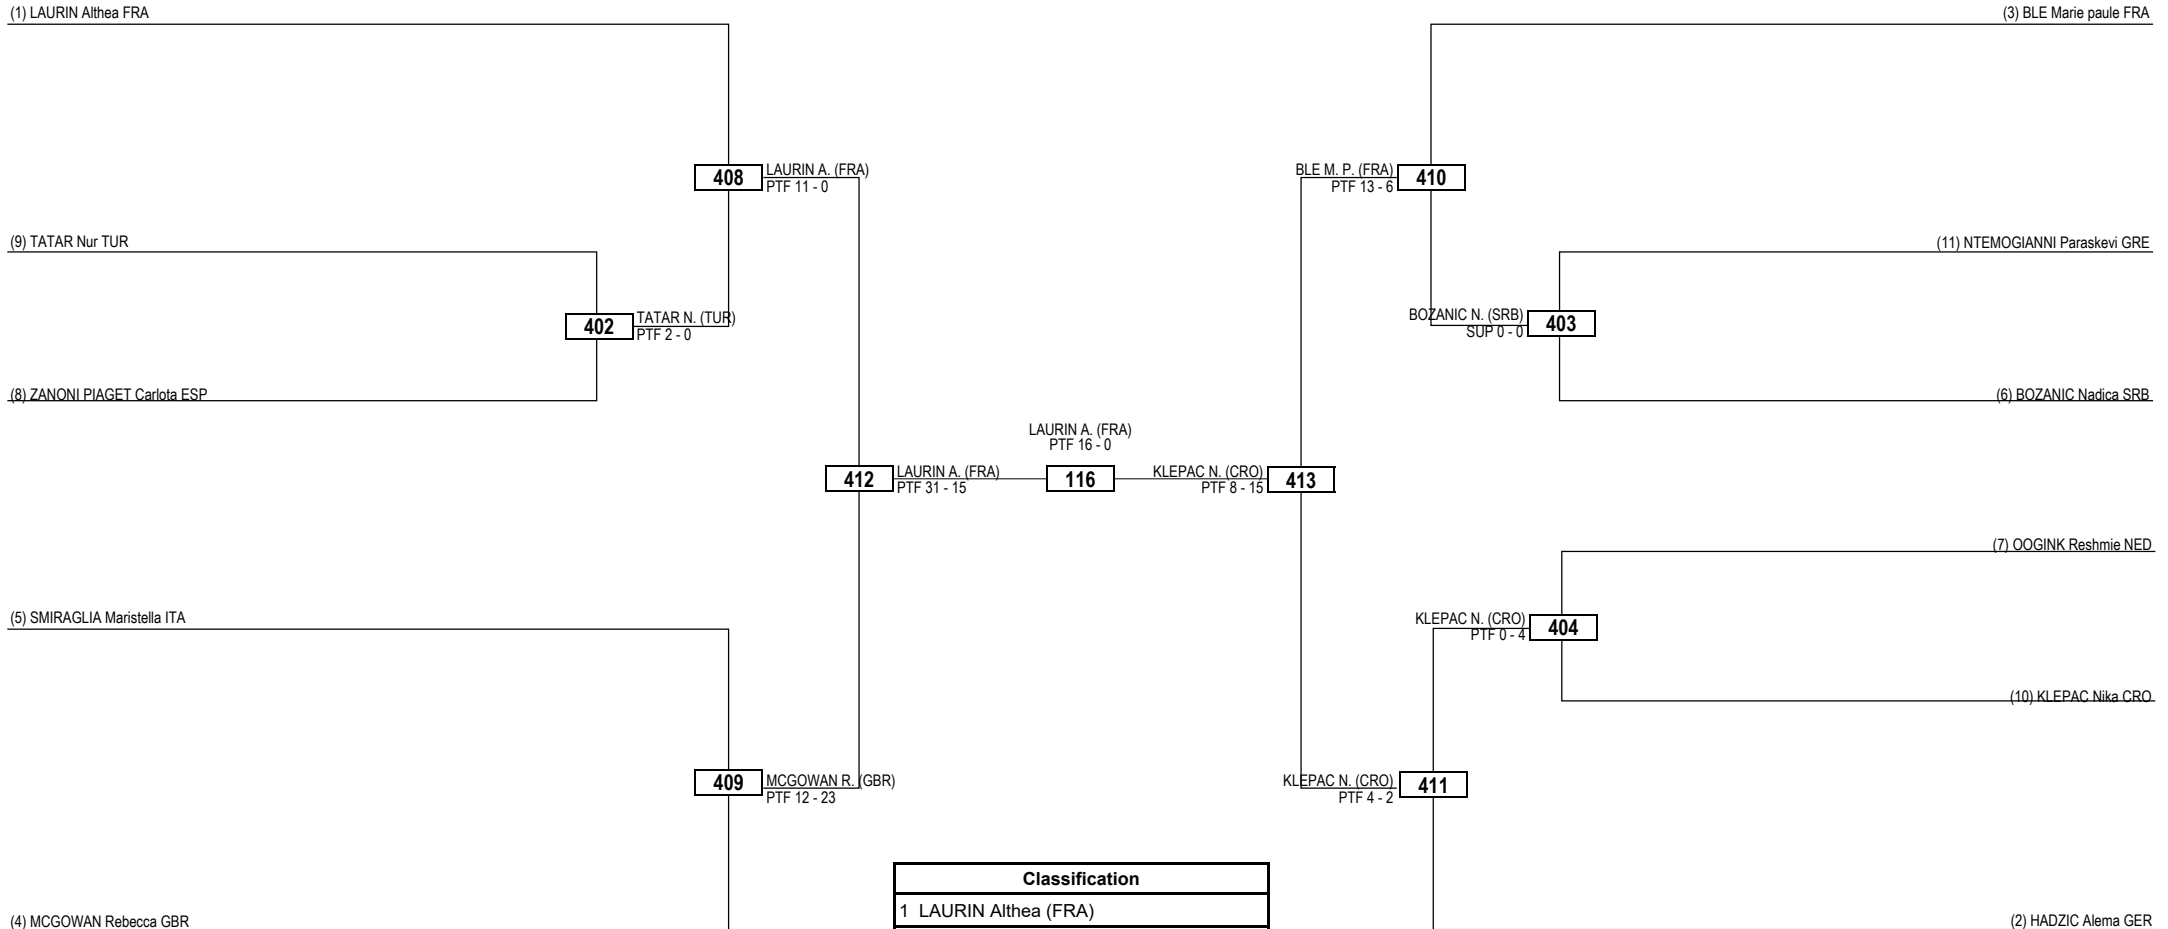 (1) LAURIN Althea FRA
(3) BLE Marie paule FRA
408
LAURIN A. (FRA)
PTF 11 - 0
BLE M. P. (FRA)
PTF 13 - 6
410
(9) TATAR Nur TUR
(11) NTEMOGIANNI Paraskevi GRE
402
TATAR N. (TUR)
PTF 2 - 0
BOZANIC N. (SRB)
SUP 0 - 0
403
(8) ZANONI PIAGET Carlota ESP
(6) BOZANIC Nadica SRB
LAURIN A. (FRA)
PTF 16 - 0
412
LAURIN A. (FRA)
PTF 31 - 15
116
KLEPAC N. (CRO)
PTF 8 - 15
413
(7) OOGINK Reshmie NED
(5) SMIRAGLIA Maristella ITA
KLEPAC N. (CRO)
PTF 0 - 4
404
(10) KLEPAC Nika CRO
409
MCGOWAN R. (GBR)
PTF 12 - 23
KLEPAC N. (CRO)
PTF 4 - 2
411
Classification
1 LAURIN Althea (FRA)
(4) MCGOWAN Rebecca GBR
(2) HADZIC Alema GER